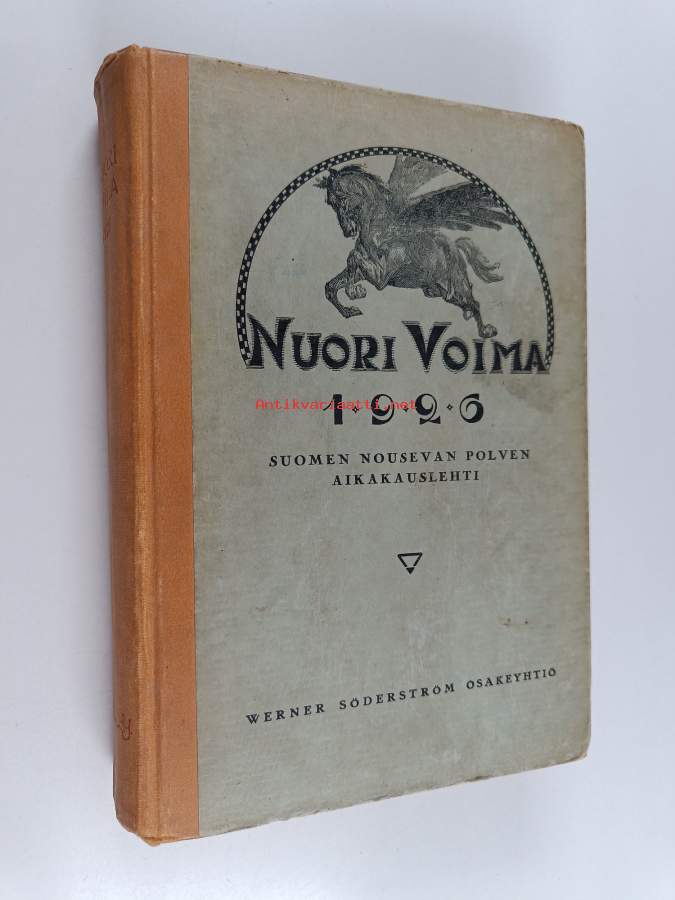 NUORI VOIMA
Antikvariaatti.net
1·9·2·6
SUOMEN NOUSEVAN POLVEN
AIKAKAUSLEHTI
WERNER SÖDERSTRÖM OSAKEYHTIÖ